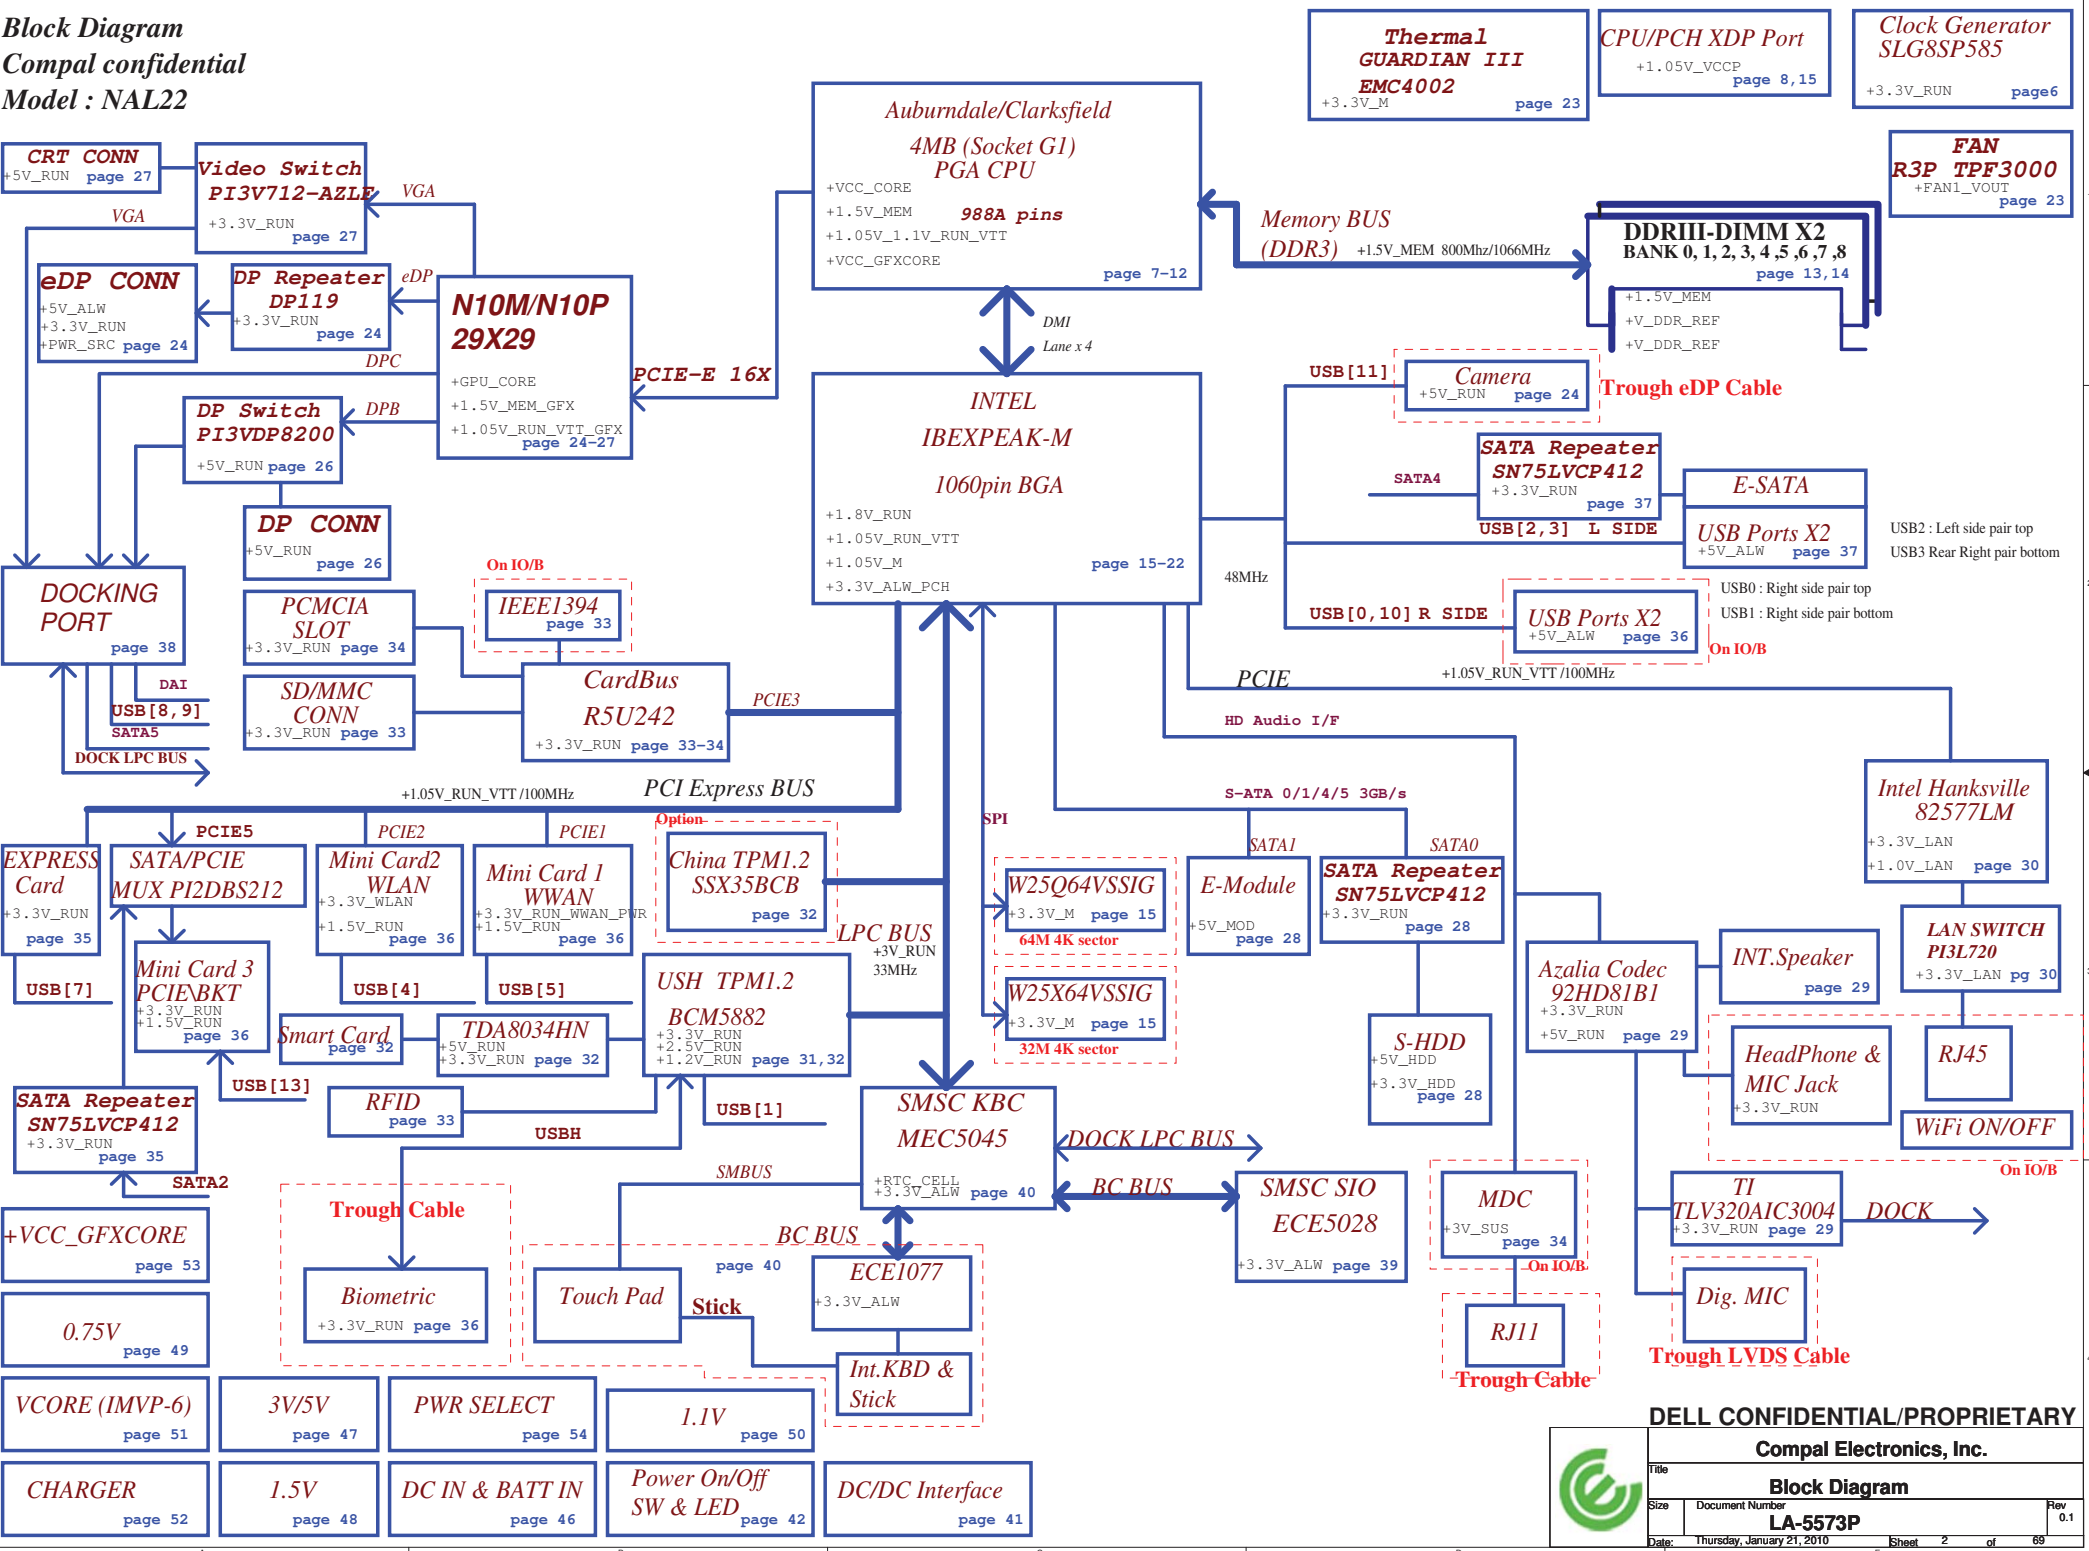 Block Diagram
Compal confidential
Model : NAL22
Thermal
GUARDIAN III
EMC4002
+3.3V_M
page 23
CPU/PCH XDP Port
+1.05V_VCCP
page 8,15
Clock Generator
SLG8SP585
+3.3V_RUN
page6
FAN
R3P TPF3000
+FAN1_VOUT
page 23
Auburndale/Clarksfield
4MB (Socket G1)
PGA CPU
+VCC_CORE
+1.5V_MEM
988A pins
+1.05V_1.1V_RUN_VTT
+VCC_GFXCORE
page 7-12
Memory BUS
(DDR3)
+1.5V_MEM 800Mhz/1066MHz
DDRIII-DIMM X2
BANK 0, 1, 2, 3, 4 ,5 ,6 ,7 ,8
page 13,14
+1.5V_MEM
+V_DDR_REF
+V_DDR_REF
CRT CONN
+5V_RUN
page 27
Video Switch
PI3V712-AZLE
+3.3V_RUN
page 27
VGA
VGA
eDP CONN
+5V_ALW
+3.3V_RUN
+PWR_SRC
page 24
DP Repeater
DP119
+3.3V_RUN
page 24
eDP
N10M/N10P
29X29
+GPU_CORE
+1.5V_MEM_GFX
+1.05V_RUN_VTT_GFX
page 24-27
PCIE-E 16X
DPC
DP Switch
PI3VDP8200
+5V_RUN
page 26
DPB
DP CONN
+5V_RUN
page 26
DMI
Lane x 4
INTEL
IBEXPEAK-M
1060pin BGA
+1.8V_RUN
+1.05V_RUN_VTT
+1.05V_M
+3.3V_ALW_PCH
page 15-22
USB[11]
Camera
+5V_RUN
page 24
Trough eDP Cable
SATA Repeater
SN75LVCP412
+3.3V_RUN
page 37
SATA4
E-SATA
USB[2,3] L SIDE
USB Ports X2
+5V_ALW
page 37
USB2 : Left side pair top
USB3 Rear Right pair bottom
48MHz
USB[0,10] R SIDE
USB Ports X2
+5V_ALW
page 36
USB0 : Right side pair top
USB1 : Right side pair bottom
On IO/B
DOCKING
PORT
page 38
DAI
USB[8,9]
SATA5
DOCK LPC BUS
PCMCIA
SLOT
+3.3V_RUN
page 34
On IO/B
IEEE1394
page 33
SD/MMC
CONN
+3.3V_RUN
page 33
CardBus
R5U242
+3.3V_RUN
page 33-34
PCIE3
PCIE
+1.05V_RUN_VTT /100MHz
HD Audio I/F
+1.05V_RUN_VTT /100MHz
PCI Express BUS
S-ATA 0/1/4/5 3GB/s
SPI
EXPRESS
Card
+3.3V_RUN
page 35
USB[7]
PCIE5
SATA/PCIE
MUX PI2DBS212
PCIE2
Mini Card2
WLAN
+3.3V_WLAN
+1.5V_RUN
page 36
USB[4]
PCIE1
Mini Card 1
WWAN
+3.3V_RUN_WWAN_PWR
+1.5V_RUN
page 36
USB[5]
Option
China TPM1.2
SSX35BCB
page 32
LPC BUS
+3V_RUN
33MHz
W25Q64VSSIG
+3.3V_M
page 15
64M 4K sector
W25X64VSSIG
+3.3V_M
page 15
32M 4K sector
SATA1
E-Module
+5V_MOD
page 28
SATA0
SATA Repeater
SN75LVCP412
+3.3V_RUN
page 28
S-HDD
+5V_HDD
+3.3V_HDD
page 28
Intel Hanksville
82577LM
+3.3V_LAN
+1.0V_LAN
page 30
LAN SWITCH
PI3L720
+3.3V_LAN
pg 30
RJ45
WiFi ON/OFF
On IO/B
Azalia Codec
92HD81B1
+3.3V_RUN
+5V_RUN
page 29
INT.Speaker
page 29
HeadPhone &
MIC Jack
+3.3V_RUN
Mini Card 3
PCIE\BKT
+3.3V_RUN
+1.5V_RUN
page 36
USB[13]
Smart Card
page 32
TDA8034HN
+5V_RUN
+3.3V_RUN
page 32
USH TPM1.2
BCM5882
+3.3V_RUN
+2.5V_RUN
+1.2V_RUN
page 31,32
RFID
page 33
USB[1]
USBH
SATA Repeater
SN75LVCP412
+3.3V_RUN
page 35
SATA2
SMSC KBC
MEC5045
+RTC_CELL
+3.3V_ALW
page 40
DOCK LPC BUS
BC BUS
SMSC SIO
ECE5028
+3.3V_ALW
page 39
SMBUS
BC BUS
page 40
Touch Pad
Stick
ECE1077
+3.3V_ALW
Int.KBD &
Stick
Trough Cable
Biometric
+3.3V_RUN
page 36
MDC
+3V_SUS
page 34
On IO/B
RJ11
Trough Cable
TI
TLV320AIC3004
+3.3V_RUN
page 29
DOCK
Dig. MIC
Trough LVDS Cable
+VCC_GFXCORE
page 53
0.75V
page 49
VCORE (IMVP-6)
page 51
3V/5V
page 47
PWR SELECT
page 54
1.1V
page 50
CHARGER
page 52
1.5V
page 48
DC IN & BATT IN
page 46
Power On/Off
SW & LED
page 42
DC/DC Interface
page 41
DELL CONFIDENTIAL/PROPRIETARY
Compal Electronics, Inc.
Title
Block Diagram
Size
Document Number
Rev
LA-5573P
0.1
Date:
Thursday, January 21, 2010
Sheet
2
of
69